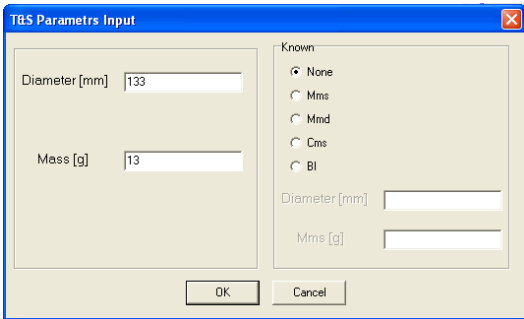 T&S Parametrs Input
Diameter [mm] 133
Mass [g] 13
Known
None
Mms
Mmd
Cms
Bl
Diameter [mm]
Mms [g]
OK Cancel